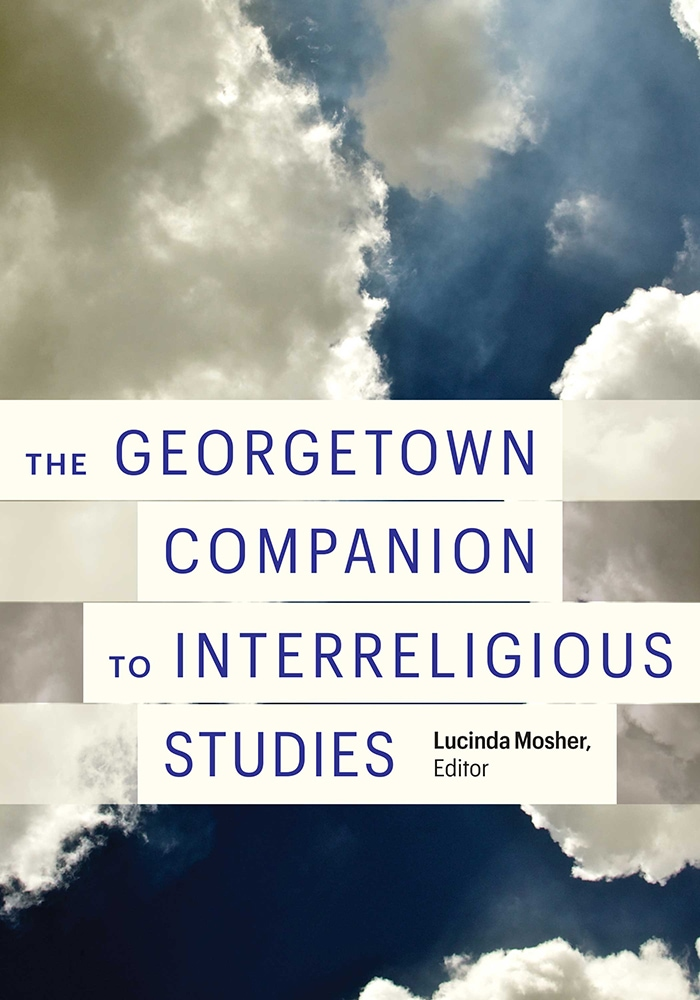 THE GEORGETOWN
COMPANION
TO INTERRELIGIOUS
STUDIES
Lucinda Mosher,
Editor